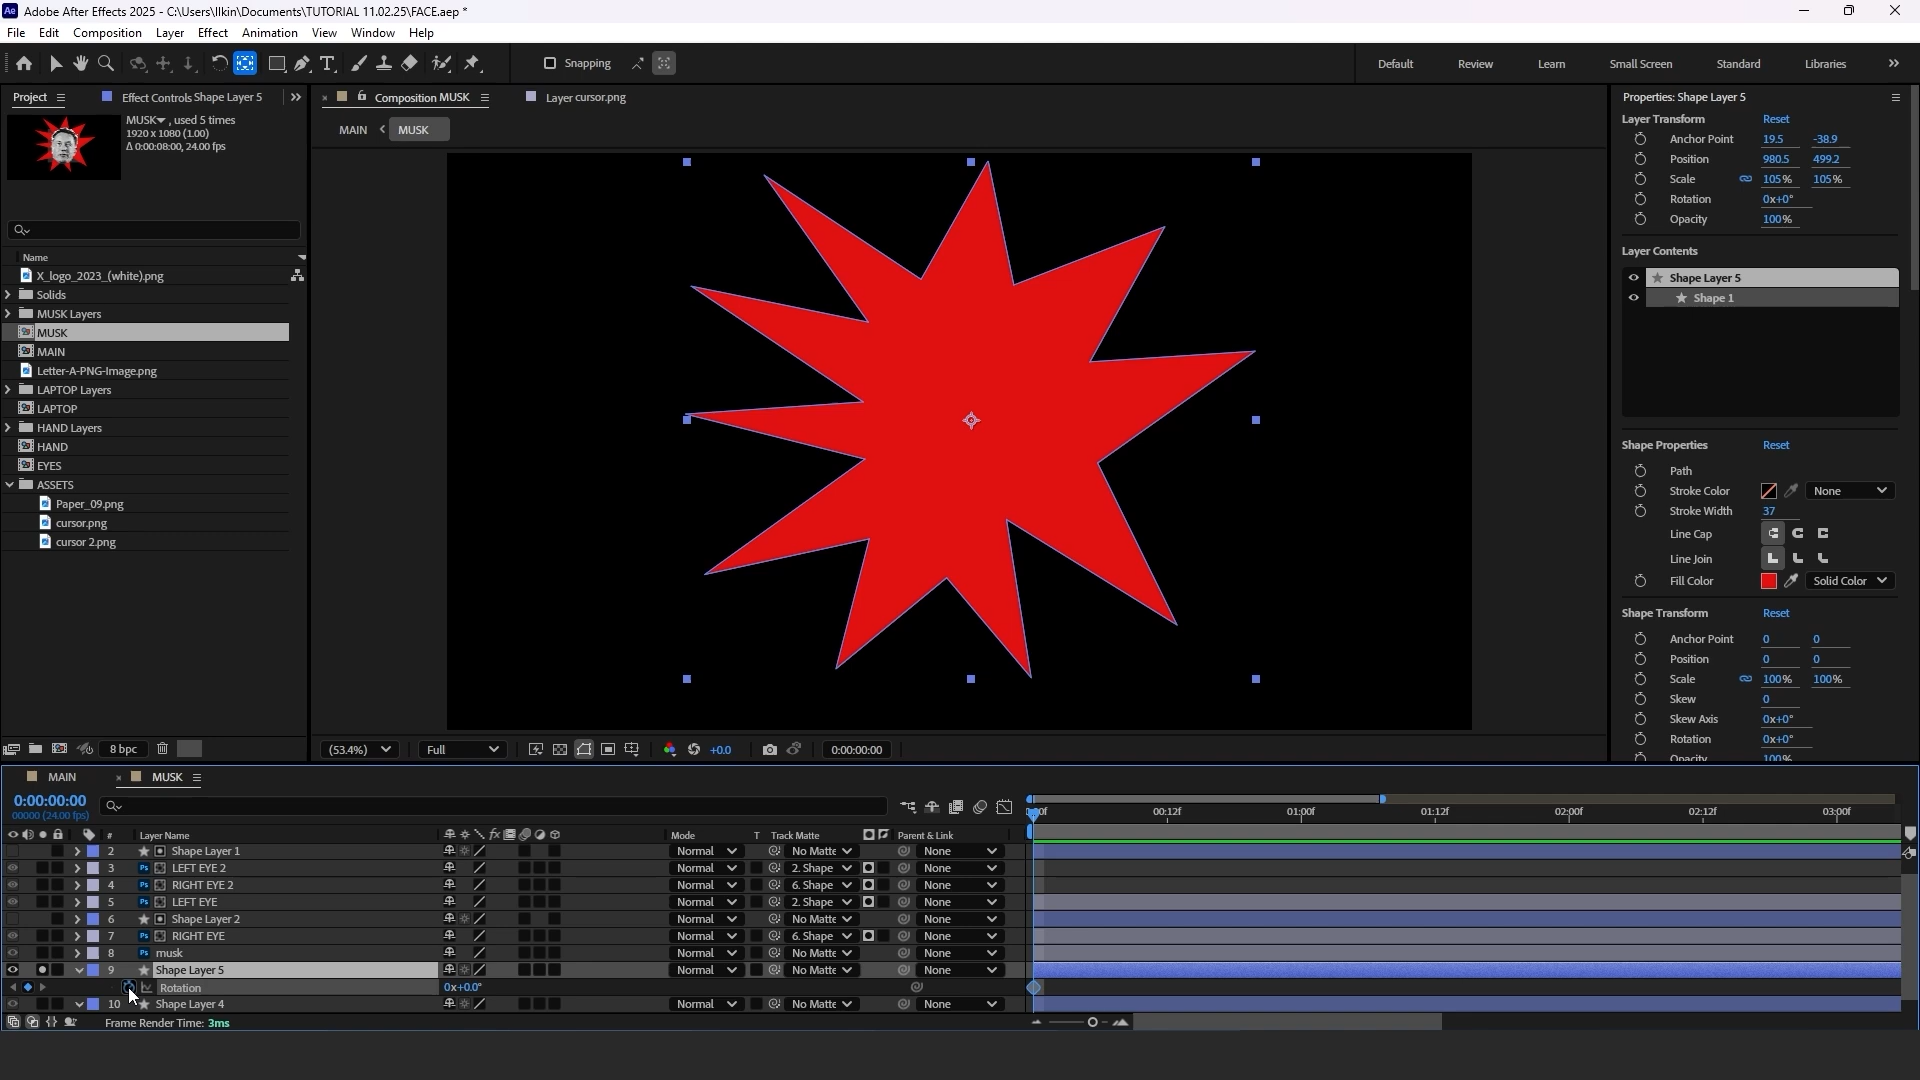 Adobe After Effects 2025 - C:\Users\Ilkin\Documents\TUTORIAL 11.02.25\FACE.aep *
File Edit Composition Layer Effect Animation View Window Help
Snapping
Default Review Learn Small Screen Standard Libraries
Project
Effect Controls Shape Layer 5
Composition MUSK
Layer cursor.png
MUSK , used 5 times
1920 x 1080 (1.00)
Δ 0:00:08:00, 24.00 fps
MAIN MUSK
Name
X_logo_2023_(white).png
Solids
MUSK Layers
MUSK
MAIN
Letter-A-PNG-Image.png
LAPTOP Layers
LAPTOP
HAND Layers
HAND
EYES
ASSETS
Paper_09.png
cursor.png
cursor 2.png
8 bpc
(53.4%) Full +0.0 0:00:00:00
Properties: Shape Layer 5
Layer Transform Reset
Anchor Point 19.5 -38.9
Position 980.5 499.2
Scale 105% 105%
Rotation 0x+0°
Opacity 100%
Layer Contents
Shape Layer 5
Shape 1
Shape Properties Reset
Path
Stroke Color None
Stroke Width 37
Line Cap
Line Join
Fill Color Solid Color
Shape Transform Reset
Anchor Point 0 0
Position 0 0
Scale 100% 100%
Skew 0
Skew Axis 0x+0°
Rotation 0x+0°
Opacity 100%
MAIN MUSK
0:00:00:00
00000 (24.00 fps)
00f 00:12f 01:00f 01:12f 02:00f 02:12f 03:00f
# Layer Name Mode T Track Matte Parent & Link
2 Shape Layer 1 Normal No Matte None
3 LEFT EYE 2 Normal 2. Shape None
4 RIGHT EYE 2 Normal 6. Shape None
5 LEFT EYE Normal 2. Shape None
6 Shape Layer 2 Normal No Matte None
7 RIGHT EYE Normal 6. Shape None
8 musk Normal No Matte None
9 Shape Layer 5 Normal No Matte None
Rotation 0x+0.0°
10 Shape Layer 4 Normal No Matte None
Frame Render Time: 3ms